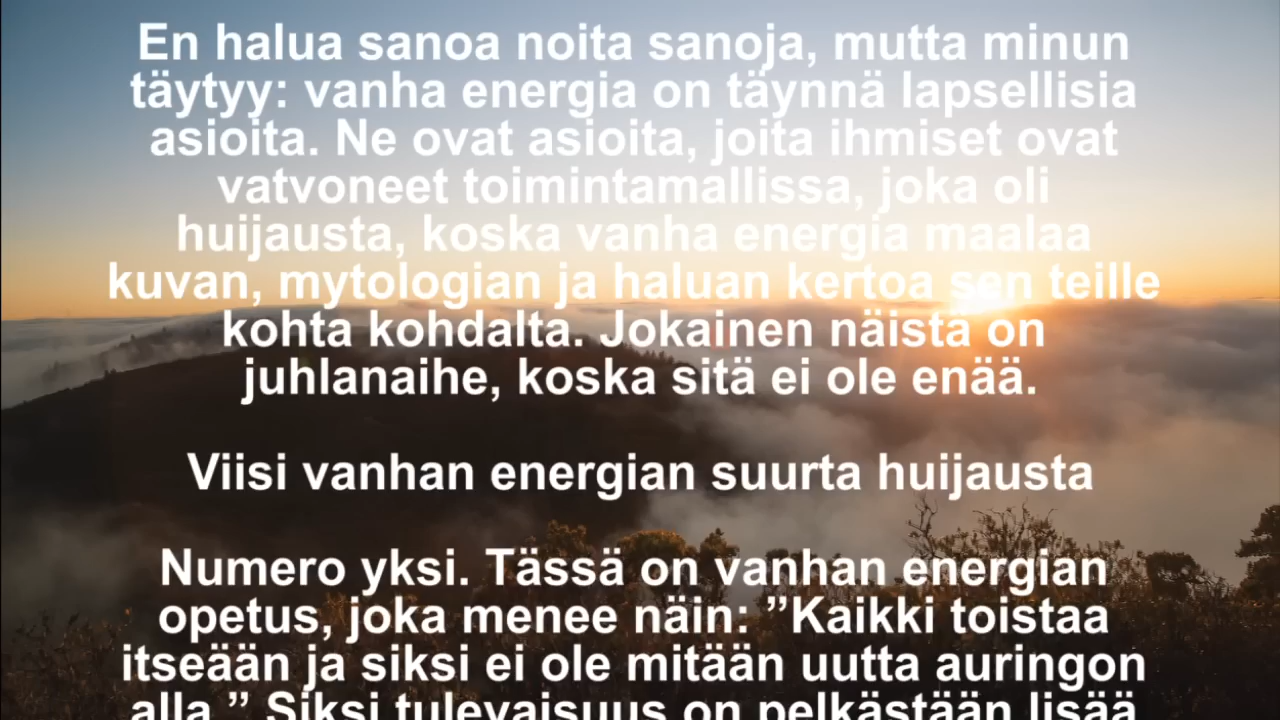 En halua sanoa noita sanoja, mutta minun
täytyy: vanha energia on täynnä lapsellisia
asioita. Ne ovat asioita, joita ihmiset ovat
vatvoneet toimintamallissa, joka oli
huijausta, koska vanha energia maalaa
kuvan, mytologian ja haluan kertoa sen teille
kohta kohdalta. Jokainen näistä on
juhlanaihe, koska sitä ei ole enää.
Viisi vanhan energian suurta huijausta
Numero yksi. Tässä on vanhan energian
opetus, joka menee näin: ”Kaikki toistaa
itseään ja siksi ei ole mitään uutta auringon
alla.” Siksi tulevaisuus on pelkästään lisää